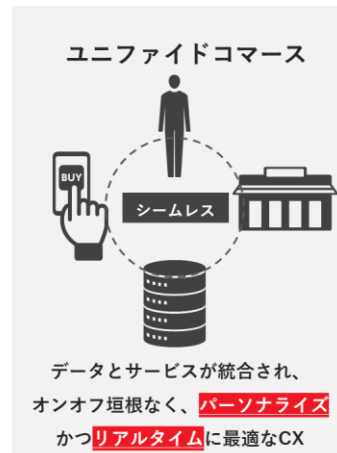 ユニファイドコマース
BUY
シームレス
データとサービスが統合され、
オンオフ垣根なく、パーソナライズ
かつリアルタイムに最適なCX